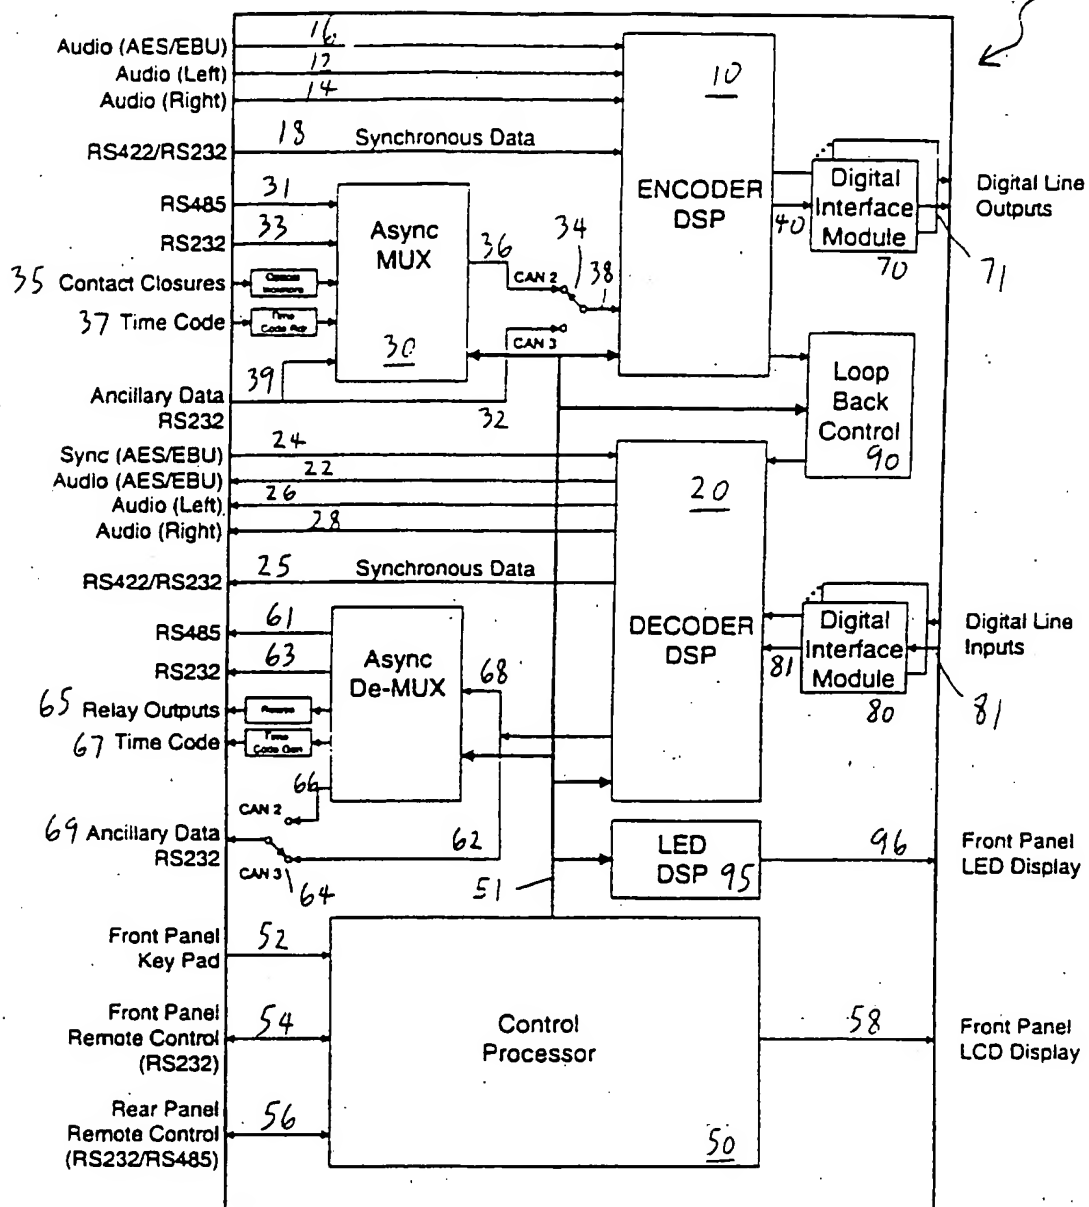 Audio (AES/EBU) 16
Audio (Left) 12
Audio (Right) 14
RS422/RS232 18 Synchronous Data
RS485 31
RS232 33
35 Contact Closures
37 Time Code
Time
Code Rdr
Ancillary Data
RS232
39
Async
MUX
30
36
34
38
CAN 2
CAN 3
32
10
ENCODER
DSP
40
Digital
Interface
Module
70
71
Digital Line
Outputs
Loop
Back
Control
90
Sync (AES/EBU) 24
Audio (AES/EBU) 22
Audio (Left) 26
Audio (Right) 28
RS422/RS232 25 Synchronous Data
RS485 61
RS232 63
65 Relay Outputs
67 Time Code
Time
Code Gen
Async
De-MUX
68
66
CAN 2
69 Ancillary Data
RS232
CAN 3
64
62
20
DECODER
DSP
81
Digital
Interface
Module
80
81
Digital Line
Inputs
LED
DSP 95
96
Front Panel
LED Display
51
Front Panel
Key Pad
52
Front Panel
Remote Control
(RS232)
54
Rear Panel
Remote Control
(RS232/RS485)
56
Control
Processor
50
58
Front Panel
LCD Display